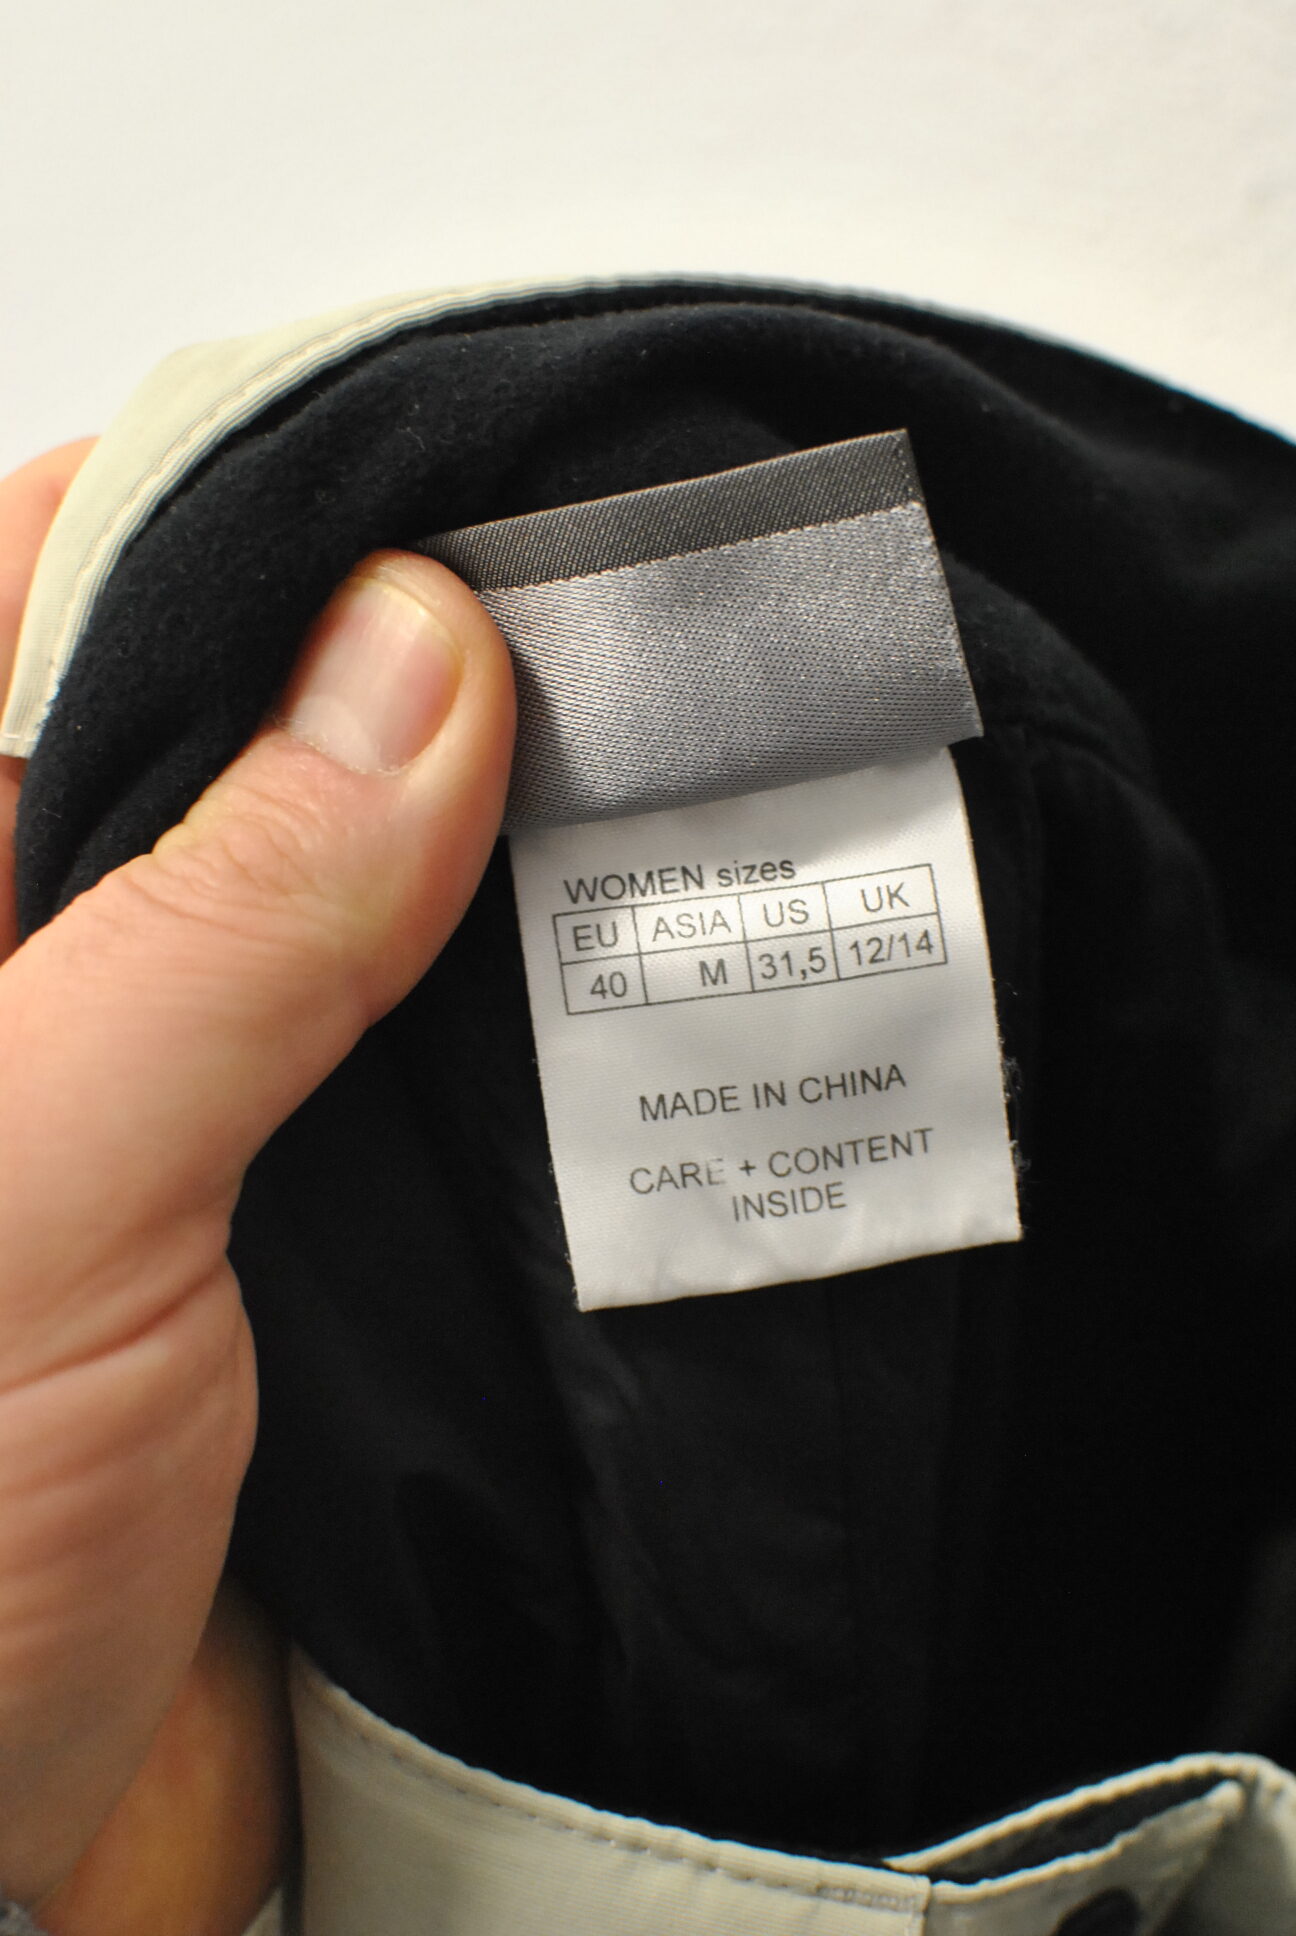 WOMEN sizes
EU ASIA US UK
40 M 31,5 12/14
MADE IN CHINA
CARE + CONTENT
INSIDE